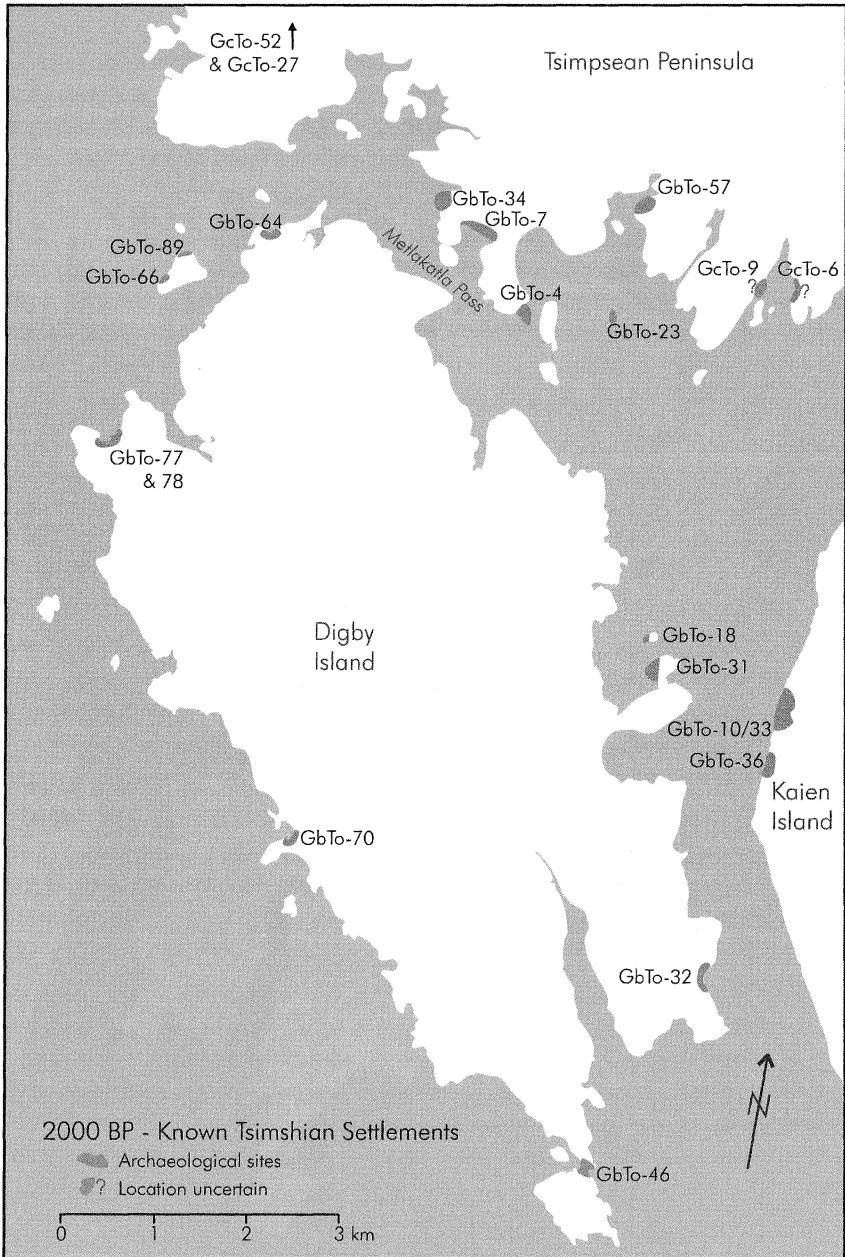 GcTo-52
& GcTo-27
Tsimpsean Peninsula
GbTo-57
GbTo-34
GbTo-64
GbTo-7
GbTo-89
GbTo-66
Metlakatla Pass
GcTo-9
?
GcTo-6
?
GbTo-4
GbTo-23
GbTo-77
& 78
Digby
Island
GbTo-18
GbTo-31
GbTo-10/33
GbTo-36
Kaien
Island
GbTo-70
GbTo-32
N
2000 BP - Known Tsimshian Settlements
Archaeological sites
? Location uncertain
GbTo-46
0 1 2 3 km